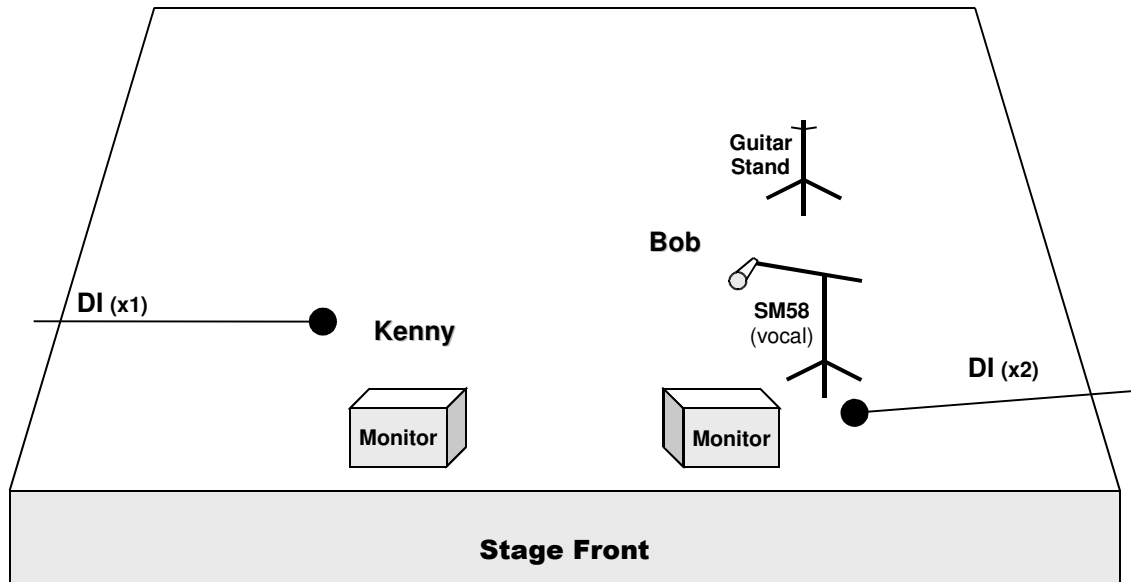 Guitar
Stand
Bob
DI (x1)
SM58
(vocal)
Kenny
DI (x2)
Monitor
Monitor
Stage Front